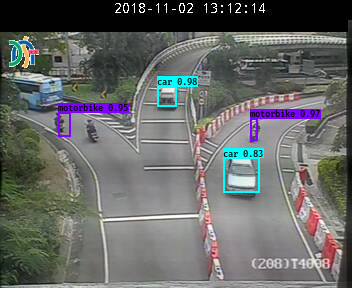 2018-11-02 13:12:14
car 0.98
motorbike 0.95
motorbike 0.97
car 0.83
(208)T4098